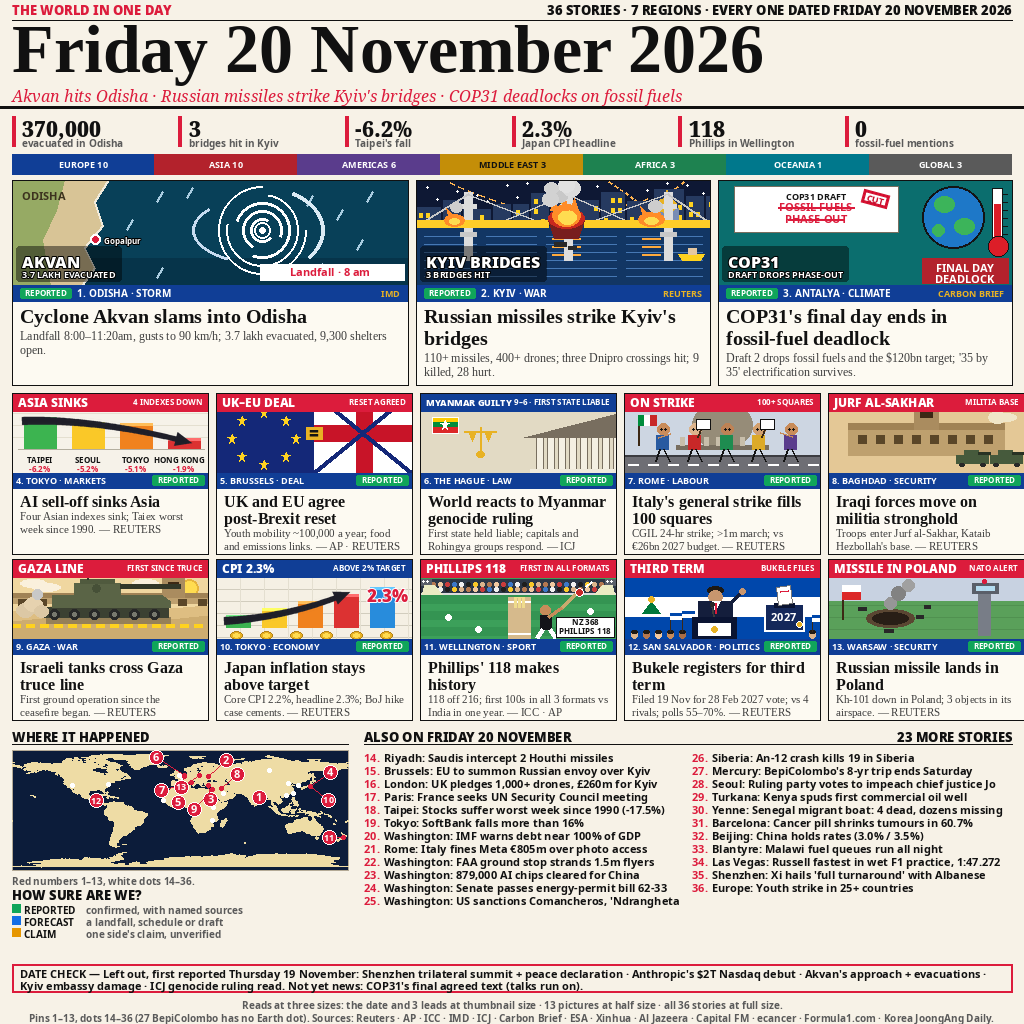 THE WORLD IN ONE DAY
36 STORIES · 7 REGIONS · EVERY ONE DATED FRIDAY 20 NOVEMBER 2026
Friday 20 November 2026
Akvan hits Odisha · Russian missiles strike Kyiv's bridges · COP31 deadlocks on fossil fuels
370,000
evacuated in Odisha
3
bridges hit in Kyiv
-6.2%
Taipei's fall
2.3%
Japan CPI headline
118
Phillips in Wellington
0
fossil-fuel mentions
EUROPE 10
ASIA 10
AMERICAS 6
MIDDLE EAST 3
AFRICA 3
OCEANIA 1
GLOBAL 3
ODISHA
Gopalpur
AKVAN
3.7 LAKH EVACUATED
Landfall · 8 am
REPORTED 1. ODISHA · STORM IMD
Cyclone Akvan slams into Odisha
Landfall 8:00–11:20am, gusts to 90 km/h; 3.7 lakh evacuated, 9,300 shelters
open.
KYIV BRIDGES
3 BRIDGES HIT
REPORTED 2. KYIV · WAR REUTERS
Russian missiles strike Kyiv's
bridges
110+ missiles, 400+ drones; three Dnipro crossings hit; 9
killed, 28 hurt.
COP31 DRAFT
FOSSIL FUELS
PHASE-OUT
CUT
COP31
DRAFT DROPS PHASE-OUT
FINAL DAY
DEADLOCK
REPORTED 3. ANTALYA · CLIMATE CARBON BRIEF
COP31's final day ends in
fossil-fuel deadlock
Draft 2 drops fossil fuels and the $120bn target; '35 by
35' electrification survives.
ASIA SINKS 4 INDEXES DOWN
TAIPEI SEOUL TOKYO HONG KONG
-6.2% -5.2% -5.1% -1.9%
4. TOKYO · MARKETS REPORTED
AI sell-off sinks Asia
Four Asian indexes sink; Taiex worst
week since 1990. — REUTERS
UK–EU DEAL RESET AGREED
=
5. BRUSSELS · DEAL REPORTED
UK and EU agree
post-Brexit reset
Youth mobility ~100,000 a year; food
and emissions links. — AP · REUTERS
MYANMAR GUILTY 9–6 · FIRST STATE LIABLE
6. THE HAGUE · LAW REPORTED
World reacts to Myanmar
genocide ruling
First state held liable; capitals and
Rohingya groups respond. — ICJ
ON STRIKE 100+ SQUARES
7. ROME · LABOUR REPORTED
Italy's general strike fills
100 squares
CGIL 24-hr strike; >1m march; vs
€26bn 2027 budget. — REUTERS
JURF AL-SAKHAR MILITIA BASE
8. BAGHDAD · SECURITY REPORTED
Iraqi forces move on
militia stronghold
Troops enter Jurf al-Sakhar, Kataib
Hezbollah's base. — REUTERS
GAZA LINE FIRST SINCE TRUCE
9. GAZA · WAR REPORTED
Israeli tanks cross Gaza
truce line
First ground operation since the
ceasefire began. — REUTERS
CPI 2.3% ABOVE 2% TARGET
2.3%
10. TOKYO · ECONOMY REPORTED
Japan inflation stays
above target
Core CPI 2.2%, headline 2.3%; BoJ hike
case cements. — REUTERS
PHILLIPS 118 FIRST IN ALL FORMATS
NZ 368
PHILLIPS 118
11. WELLINGTON · SPORT REPORTED
Phillips' 118 makes
history
118 off 216; first 100s in all 3 formats vs
India in one year. — ICC · AP
THIRD TERM BUKELE FILES
2027
12. SAN SALVADOR · POLITICS REPORTED
Bukele registers for third
term
Filed 19 Nov for 28 Feb 2027 vote; vs 4
rivals; polls 55–70%. — REUTERS
MISSILE IN POLAND NATO ALERT
13. WARSAW · SECURITY REPORTED
Russian missile lands in
Poland
Kh-101 down in Poland; 3 objects in its
airspace. — REUTERS
WHERE IT HAPPENED
6
2
8
4
7
13
5
3
9
1
10
12
11
Red numbers 1–13, white dots 14–36.
HOW SURE ARE WE?
REPORTED confirmed, with named sources
FORECAST a landfall, schedule or draft
CLAIM one side's claim, unverified
ALSO ON FRIDAY 20 NOVEMBER
23 MORE STORIES
14. Riyadh: Saudis intercept 2 Houthi missiles
15. Brussels: EU to summon Russian envoy over Kyiv
16. London: UK pledges 1,000+ drones, £260m for Kyiv
17. Paris: France seeks UN Security Council meeting
18. Taipei: Stocks suffer worst week since 1990 (-17.5%)
19. Tokyo: SoftBank falls more than 16%
20. Washington: IMF warns debt near 100% of GDP
21. Rome: Italy fines Meta €805m over photo access
22. Washington: FAA ground stop strands 1.5m flyers
23. Washington: 879,000 AI chips cleared for China
24. Washington: Senate passes energy-permit bill 62-33
25. Washington: US sanctions Comancheros, 'Ndrangheta
26. Siberia: An-12 crash kills 19 in Siberia
27. Mercury: BepiColombo's 8-yr trip ends Saturday
28. Seoul: Ruling party votes to impeach chief justice Jo
29. Turkana: Kenya spuds first commercial oil well
30. Yenne: Senegal migrant boat: 4 dead, dozens missing
31. Barcelona: Cancer pill shrinks tumours in 60.7%
32. Beijing: China holds rates (3.0% / 3.5%)
33. Blantyre: Malawi fuel queues run all night
34. Las Vegas: Russell fastest in wet F1 practice, 1:47.272
35. Shenzhen: Xi hails 'full turnaround' with Albanese
36. Europe: Youth strike in 25+ countries
DATE CHECK — Left out, first reported Thursday 19 November: Shenzhen trilateral summit + peace declaration · Anthropic's $2T Nasdaq debut · Akvan's approach + evacuations ·
Kyiv embassy damage · ICJ genocide ruling read. Not yet news: COP31's final agreed text (talks run on).
Reads at three sizes: the date and 3 leads at thumbnail size · 13 pictures at half size · all 36 stories at full size.
Pins 1–13, dots 14–36 (27 BepiColombo has no Earth dot). Sources: Reuters · AP · ICC · IMD · ICJ · Carbon Brief · ESA · Xinhua · Al Jazeera · Capital FM · ecancer · Formula1.com · Korea JoongAng Daily.